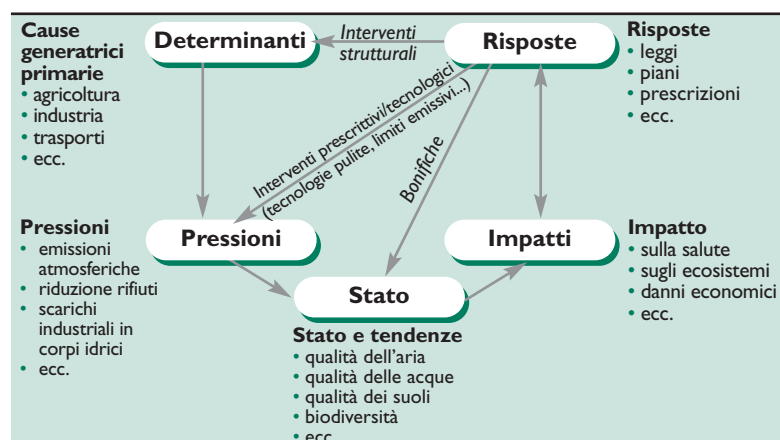 Cause
generatrici
primarie
• agricoltura
• industria
• trasporti
• ecc.
Determinanti
Interventi
strutturali
Risposte
Risposte
• leggi
• piani
• prescrizioni
• ecc.
Interventi prescrittivi/tecnologici
(tecnologie pulite, limiti emissivi...)
Bonifiche
Pressioni
• emissioni
atmosferiche
• riduzione rifiuti
• scarichi
industriali in
corpi idrici
• ecc.
Pressioni
Impatti
Impatto
• sulla salute
• sugli ecosistemi
• danni economici
• ecc.
Stato
Stato e tendenze
• qualità dell'aria
• qualità delle acque
• qualità dei suoli
• biodiversità
• ecc